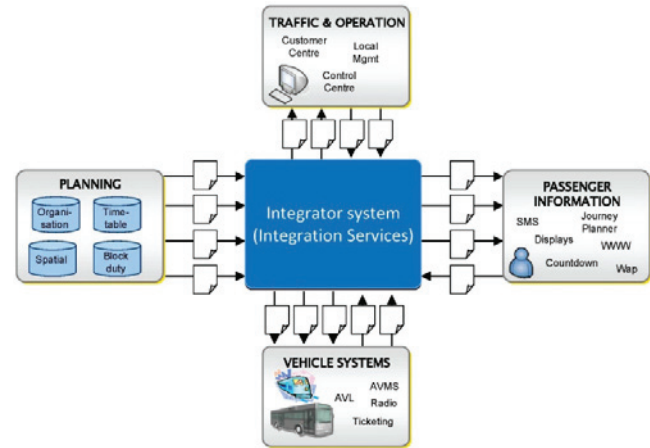 TRAFFIC & OPERATION
Customer
Centre
Local
Mgmt
Control
Centre
PLANNING
Organi-
sation
Time-
table
Spatial
Block
duty
Integrator system
(Integration Services)
PASSENGER
INFORMATION
SMS
Journey
Planner
Displays
WWW
Countdown
Wap
VEHICLE SYSTEMS
AVL
AVMS
Radio
Ticketing